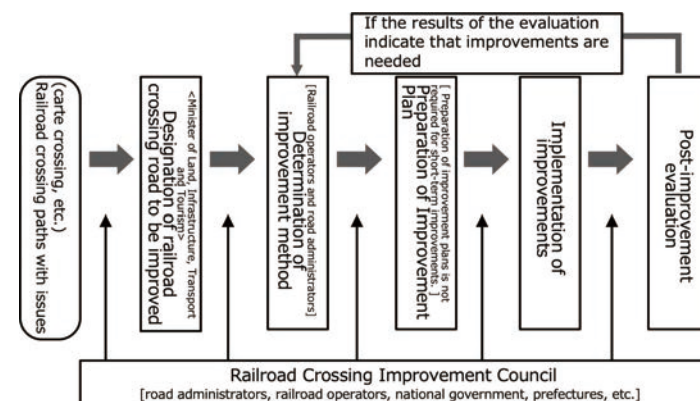 If the results of the evaluation
indicate that improvements are
needed
(carte crossing, etc.)
Railroad crossing paths with issues
<Minister of Land, Infrastructure, Transport
and Tourism>
Designation of railroad
crossing road to be improved
[Railroad operators and road administrators]
Determination of
improvement method
[ Preparation of improvement plans is not
required for short-term improvements. ]
Preparation of Improvement
Plan
Implementation of
improvements
Post-improvement
evaluation
Railroad Crossing Improvement Council
[road administrators, railroad operators, national government, prefectures, etc.]